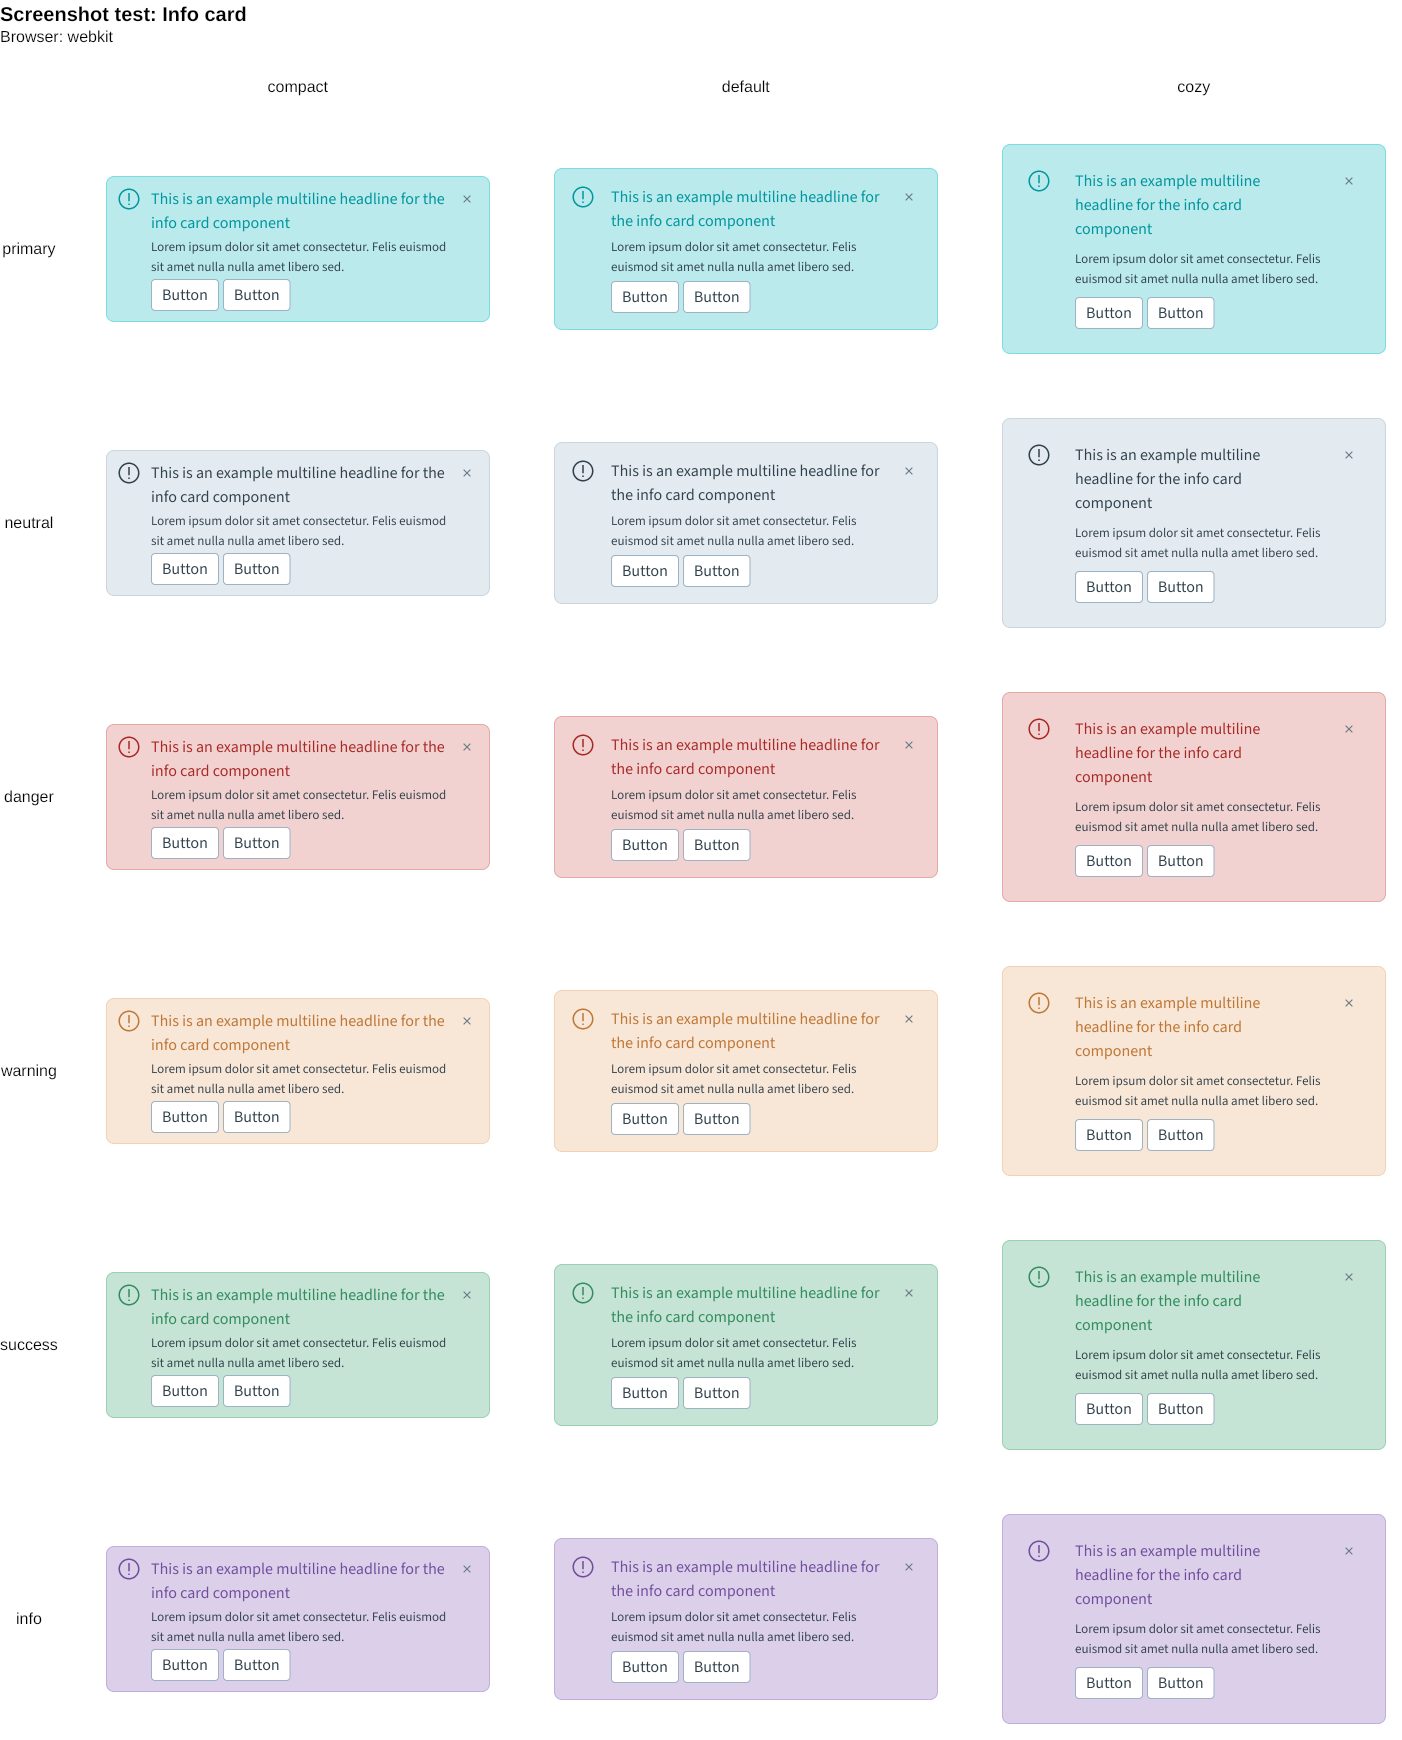 Screenshot test: Info card
Browser: webkit
compact
default
cozy
primary
This is an example multiline headline for the
info card component
Lorem ipsum dolor sit amet consectetur. Felis euismod
sit amet nulla nulla amet libero sed.
Button Button
This is an example multiline headline for
the info card component
Lorem ipsum dolor sit amet consectetur. Felis
euismod sit amet nulla nulla amet libero sed.
Button Button
This is an example multiline
headline for the info card
component
Lorem ipsum dolor sit amet consectetur. Felis
euismod sit amet nulla nulla amet libero sed.
Button Button
neutral
This is an example multiline headline for the
info card component
Lorem ipsum dolor sit amet consectetur. Felis euismod
sit amet nulla nulla amet libero sed.
Button Button
This is an example multiline headline for
the info card component
Lorem ipsum dolor sit amet consectetur. Felis
euismod sit amet nulla nulla amet libero sed.
Button Button
This is an example multiline
headline for the info card
component
Lorem ipsum dolor sit amet consectetur. Felis
euismod sit amet nulla nulla amet libero sed.
Button Button
danger
This is an example multiline headline for the
info card component
Lorem ipsum dolor sit amet consectetur. Felis euismod
sit amet nulla nulla amet libero sed.
Button Button
This is an example multiline headline for
the info card component
Lorem ipsum dolor sit amet consectetur. Felis
euismod sit amet nulla nulla amet libero sed.
Button Button
This is an example multiline
headline for the info card
component
Lorem ipsum dolor sit amet consectetur. Felis
euismod sit amet nulla nulla amet libero sed.
Button Button
warning
This is an example multiline headline for the
info card component
Lorem ipsum dolor sit amet consectetur. Felis euismod
sit amet nulla nulla amet libero sed.
Button Button
This is an example multiline headline for
the info card component
Lorem ipsum dolor sit amet consectetur. Felis
euismod sit amet nulla nulla amet libero sed.
Button Button
This is an example multiline
headline for the info card
component
Lorem ipsum dolor sit amet consectetur. Felis
euismod sit amet nulla nulla amet libero sed.
Button Button
success
This is an example multiline headline for the
info card component
Lorem ipsum dolor sit amet consectetur. Felis euismod
sit amet nulla nulla amet libero sed.
Button Button
This is an example multiline headline for
the info card component
Lorem ipsum dolor sit amet consectetur. Felis
euismod sit amet nulla nulla amet libero sed.
Button Button
This is an example multiline
headline for the info card
component
Lorem ipsum dolor sit amet consectetur. Felis
euismod sit amet nulla nulla amet libero sed.
Button Button
info
This is an example multiline headline for the
info card component
Lorem ipsum dolor sit amet consectetur. Felis euismod
sit amet nulla nulla amet libero sed.
Button Button
This is an example multiline headline for
the info card component
Lorem ipsum dolor sit amet consectetur. Felis
euismod sit amet nulla nulla amet libero sed.
Button Button
This is an example multiline
headline for the info card
component
Lorem ipsum dolor sit amet consectetur. Felis
euismod sit amet nulla nulla amet libero sed.
Button Button